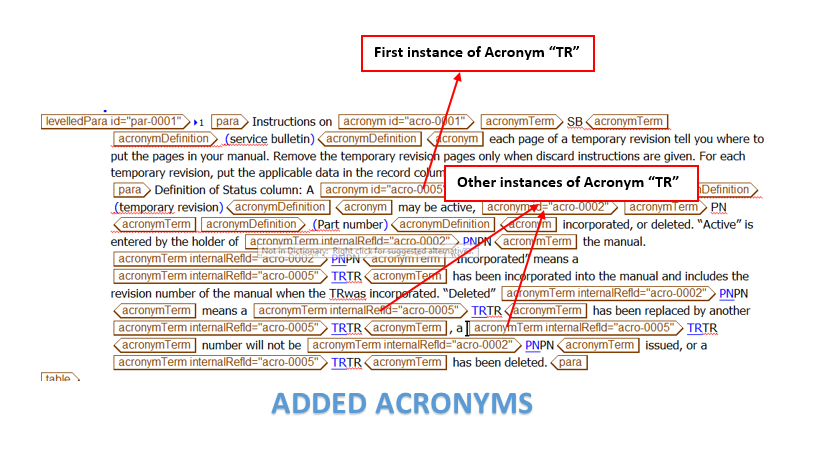 First instance of Acronym “TR”
levelledPara id="par-0001" 1 para Instructions on acronym id="acro-0001" acronymTerm SB acronymTerm
acronymDefinition (service bulletin) acronymDefinition acronym each page of a temporary revision tell you where to
put the pages in your manual. Remove the temporary revision pages only when discard instructions are given. For each
temporary revision, put the applicable data in the record
Other instances of Acronym “TR”
para Definition of Status column: A acronym id="acro-0005"
(temporary revision) acronymDefinition acronym may be active, acronym id="acro-0002" acronymTerm PN
acronymTerm acronymDefinition (Part number) acronymDefinition acronym incorporated, or deleted. “Active” is
entered by the holder of acronymTerm internalRefId="acro-0002" PNPN acronymTerm the manual.
Not in Dictionary: Right click for suggested
acronymTerm internalRefId="acro-0002" PNPN acronymTerm Incorporated” means a
acronymTerm internalRefId="acro-0005" TRTR acronymTerm has been incorporated into the manual and includes the
revision number of the manual when the TRwas incorporated. “Deleted” acronymTerm internalRefId="acro-0002" PNPN
acronymTerm means a acronymTerm internalRefId="acro-0005" TRTR acronymTerm has been replaced by another
acronymTerm internalRefId="acro-0005" TRTR acronymTerm , a acronymTerm internalRefId="acro-0005" TRTR
acronymTerm number will not be acronymTerm internalRefId="acro-0002" PNPN acronymTerm issued, or a
acronymTerm internalRefId="acro-0005" TRTR acronymTerm has been deleted. para
table
ADDED ACRONYMS